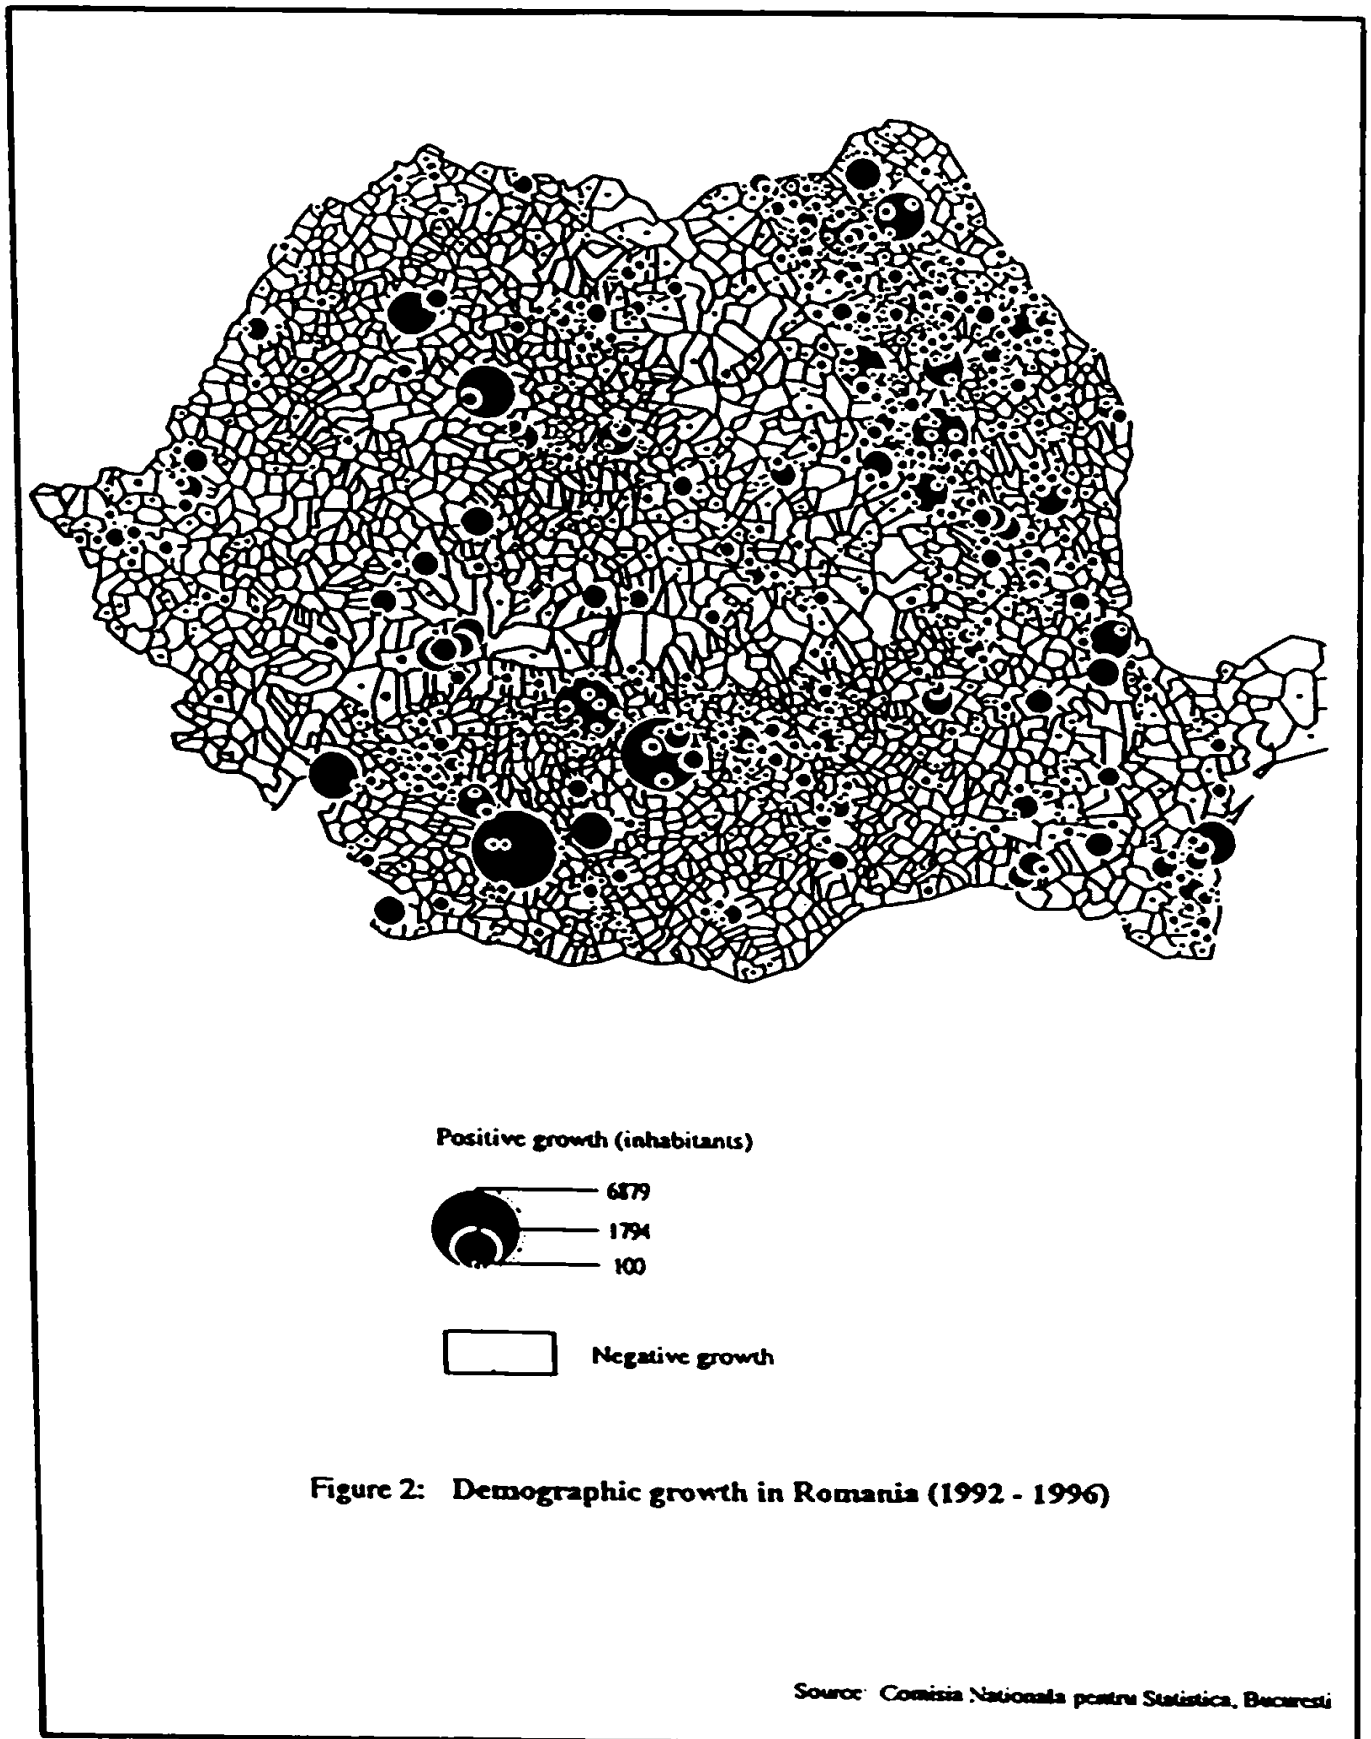 Positive growth (inhabitants)
6879
1794
100
Negative growth
Figure 2: Demographic growth in Romania (1992 - 1996)
Source: Comisia Nationala pentru Statistica, Bucuresti